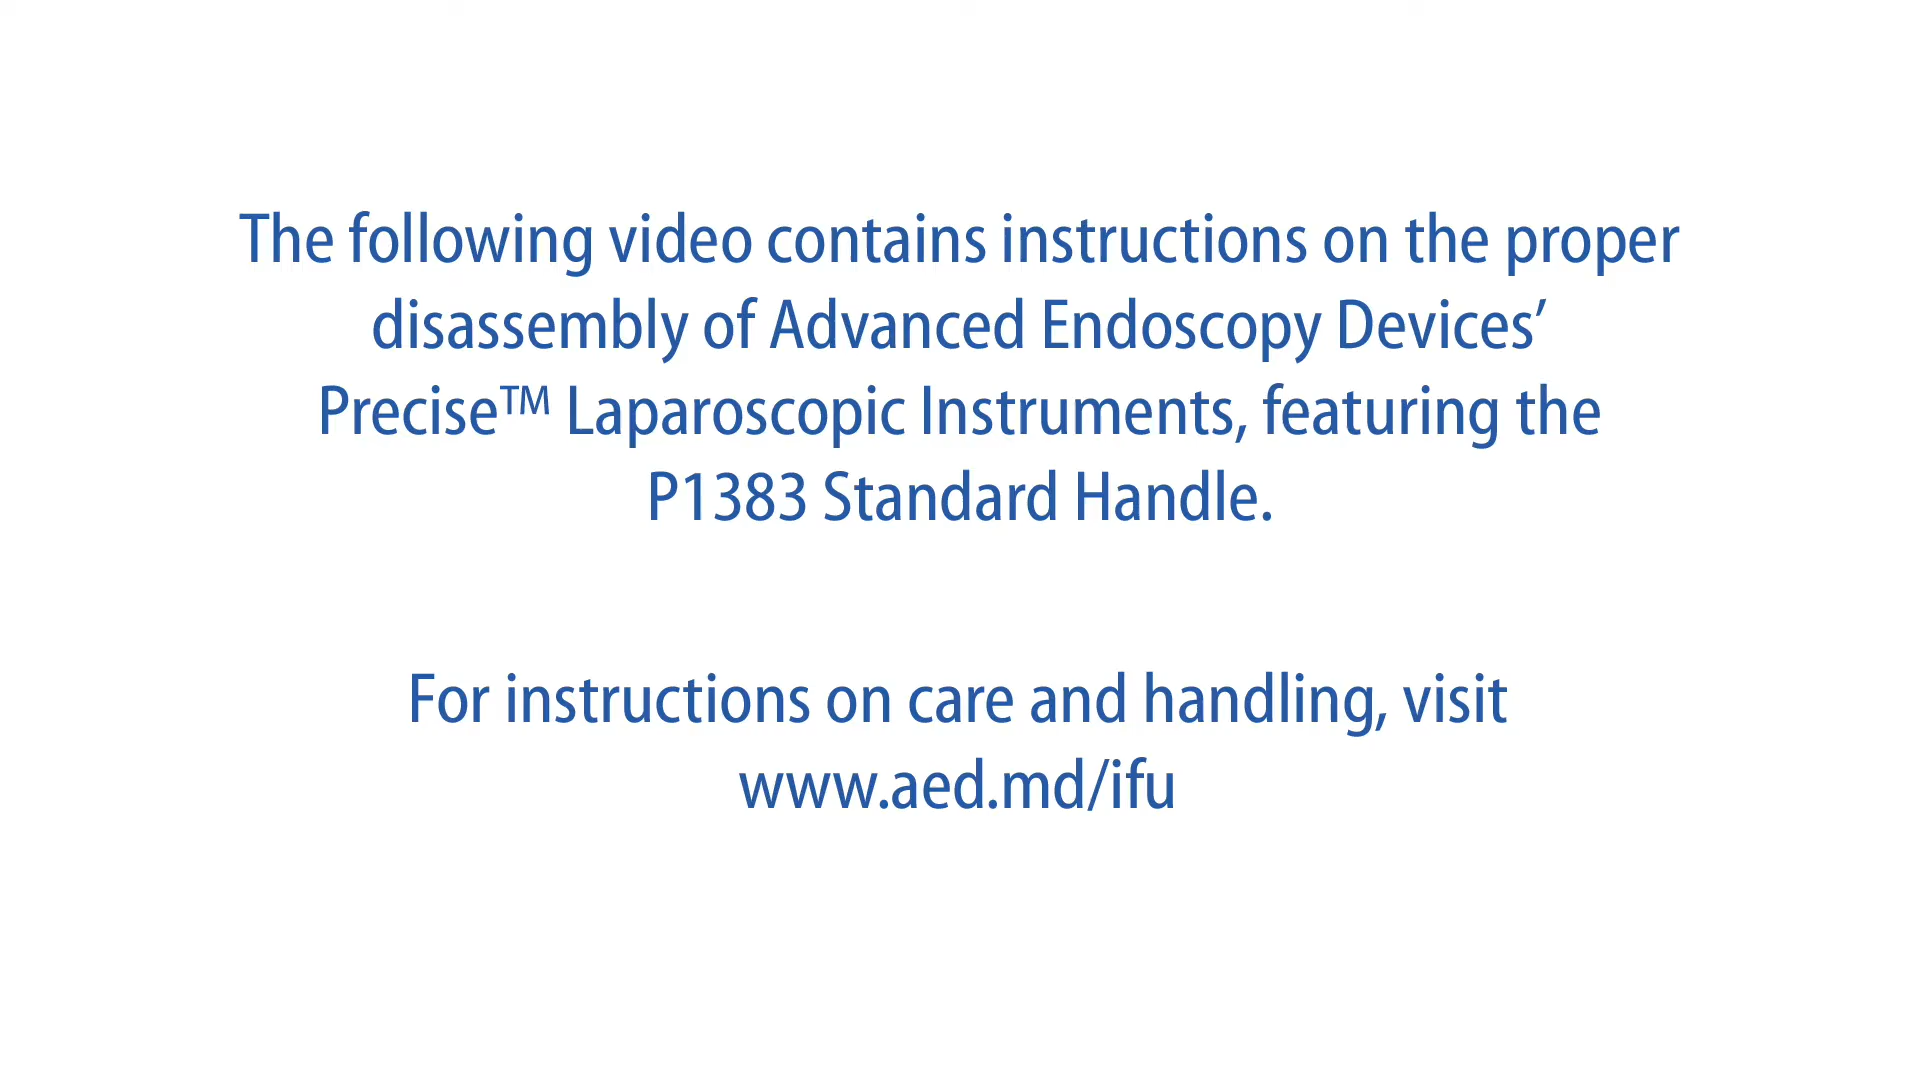 The following video contains instructions on the proper
disassembly of Advanced Endoscopy Devices’
Precise™ Laparoscopic Instruments, featuring the
P1383 Standard Handle.
For instructions on care and handling, visit
www.aed.md/ifu